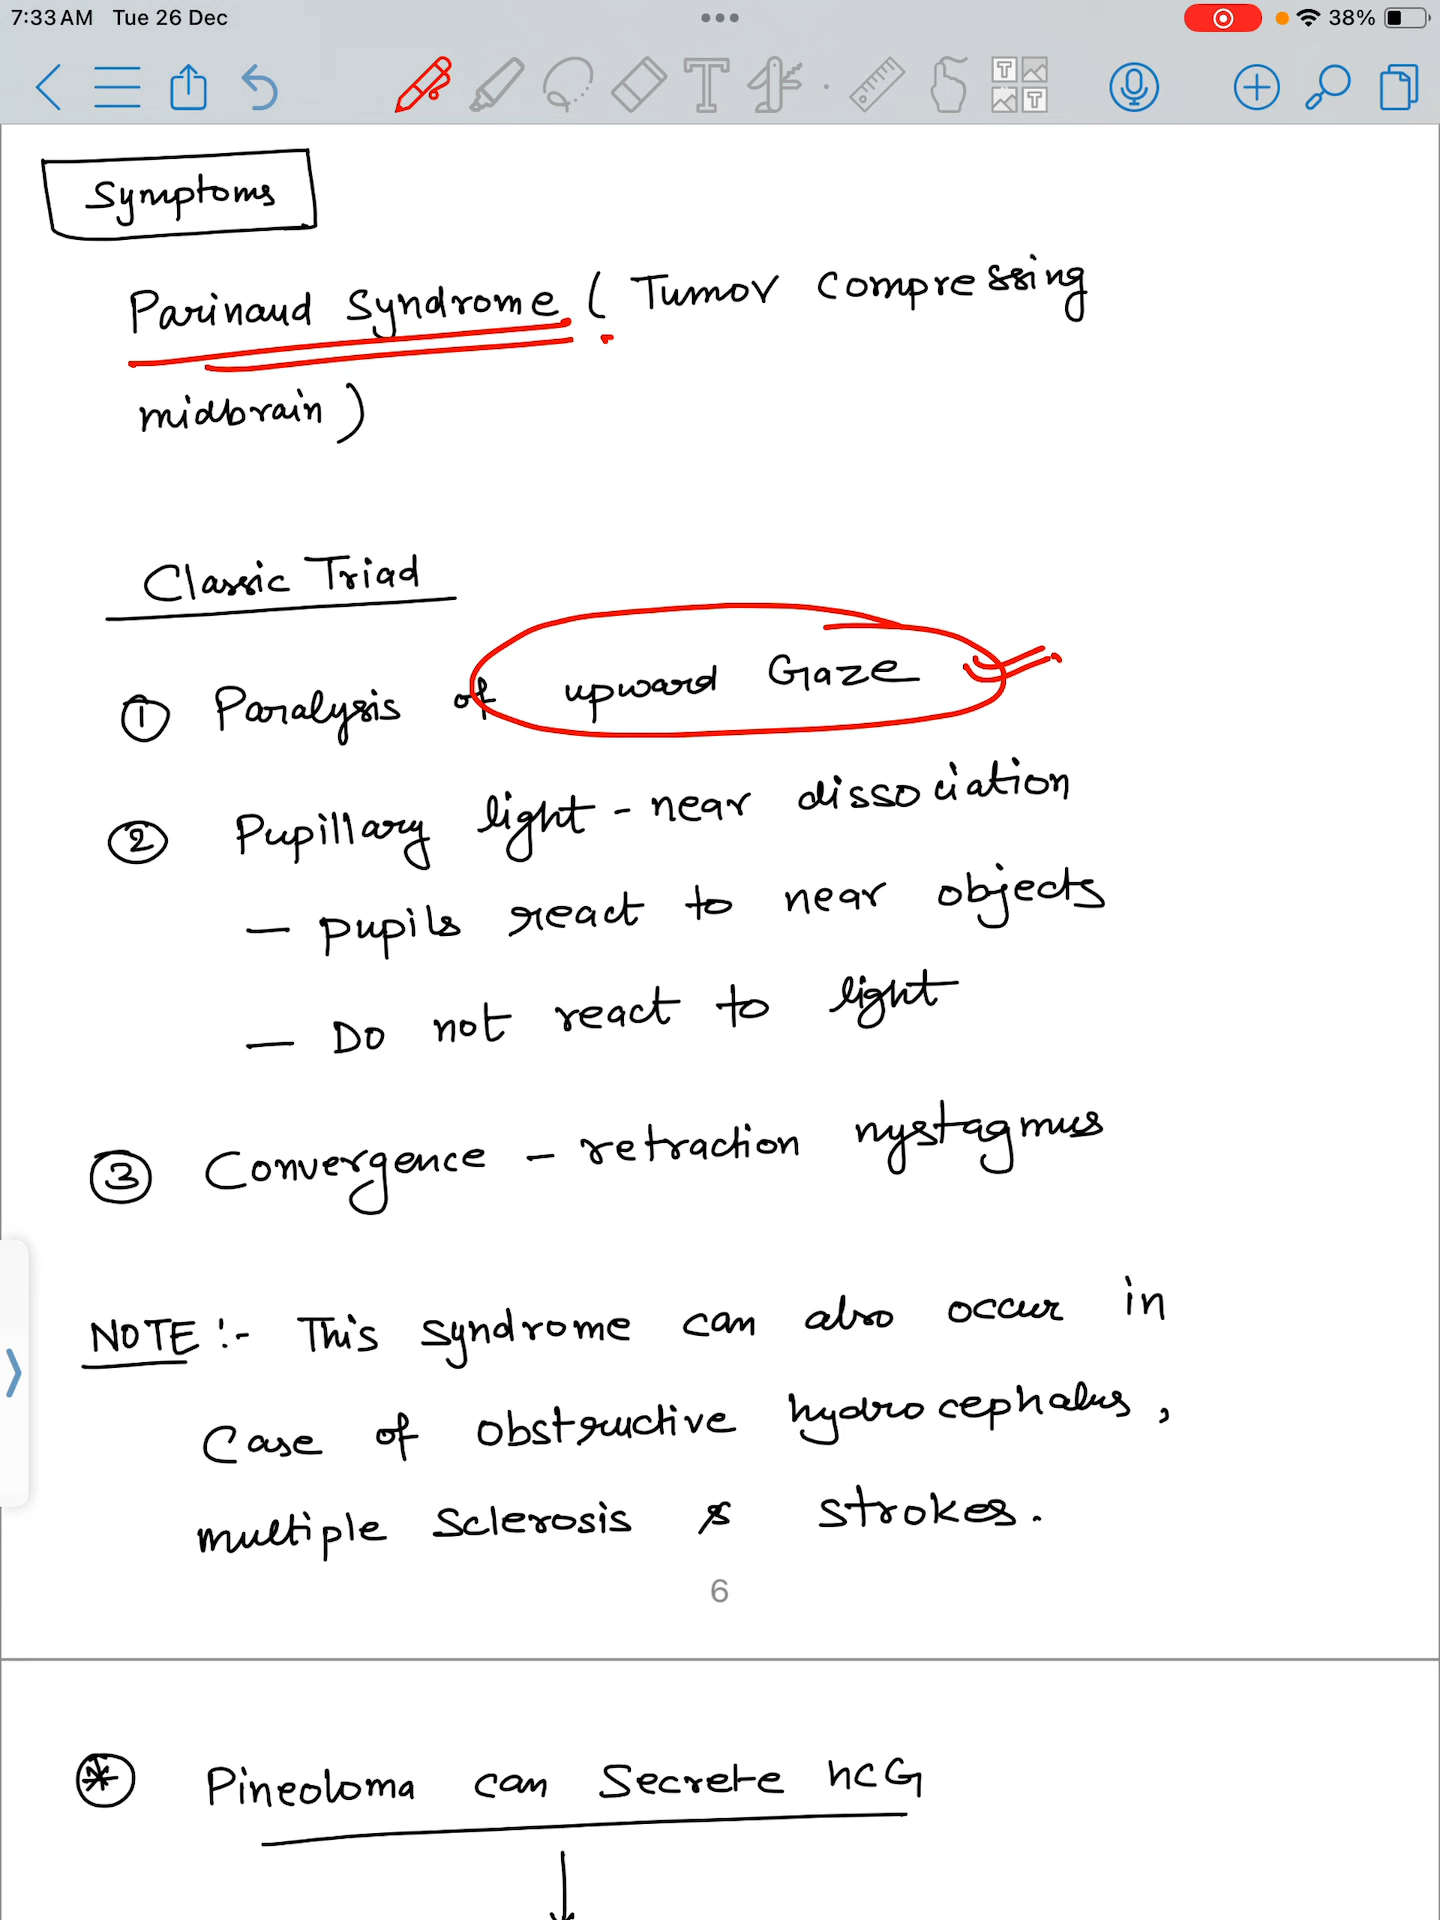 7:33 AM Tue 26 Dec
38%
Symptoms
Parinaud Syndrome (Tumor compressing
midbrain)
Classic Triad
① Paralysis of upward Gaze
② Pupillary light - near dissociation
— pupils react to near objects
— Do not react to light
③ Convergence - retraction nystagmus
NOTE :- This syndrome can also occur in
Case of obstructive hydrocephalus,
multiple Sclerosis & strokes.
6
Pineoloma can Secrete hCG